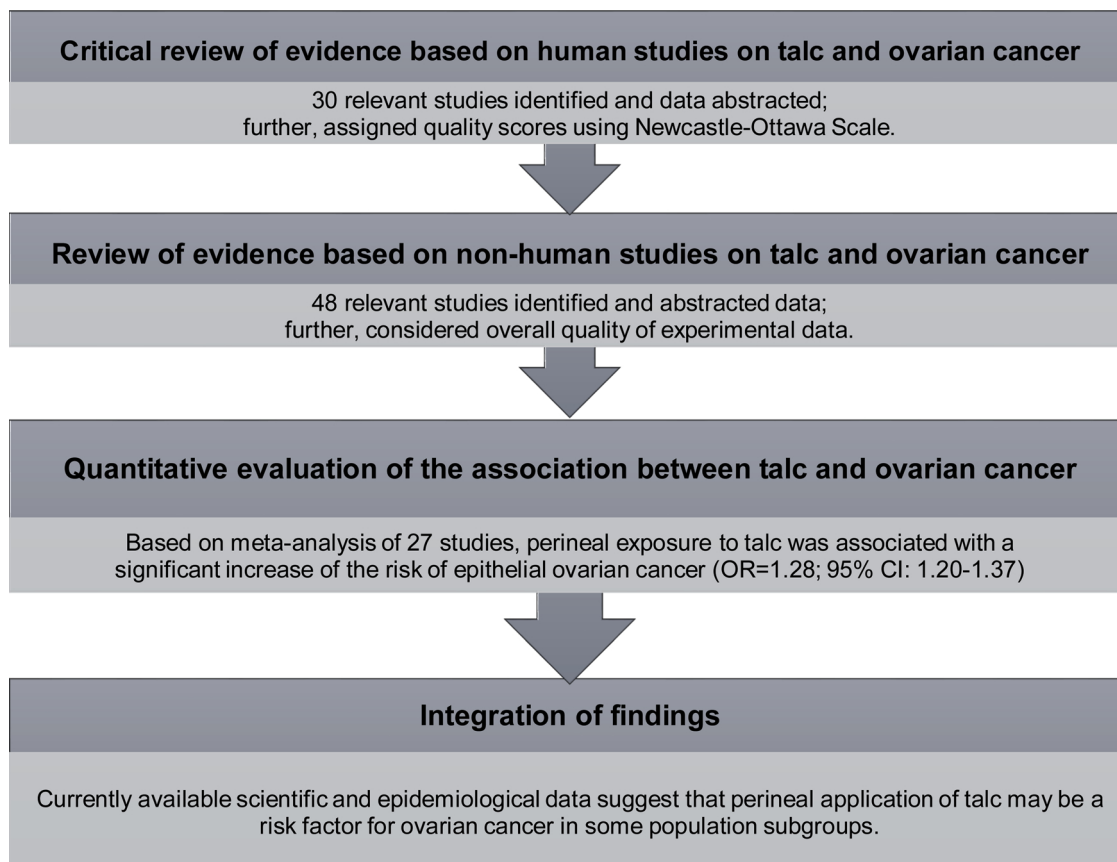 Critical review of evidence based on human studies on talc and ovarian cancer
30 relevant studies identified and data abstracted;
further, assigned quality scores using Newcastle-Ottawa Scale.
Review of evidence based on non-human studies on talc and ovarian cancer
48 relevant studies identified and abstracted data;
further, considered overall quality of experimental data.
Quantitative evaluation of the association between talc and ovarian cancer
Based on meta-analysis of 27 studies, perineal exposure to talc was associated with a
significant increase of the risk of epithelial ovarian cancer (OR=1.28; 95% CI: 1.20-1.37)
Integration of findings
Currently available scientific and epidemiological data suggest that perineal application of talc may be a
risk factor for ovarian cancer in some population subgroups.